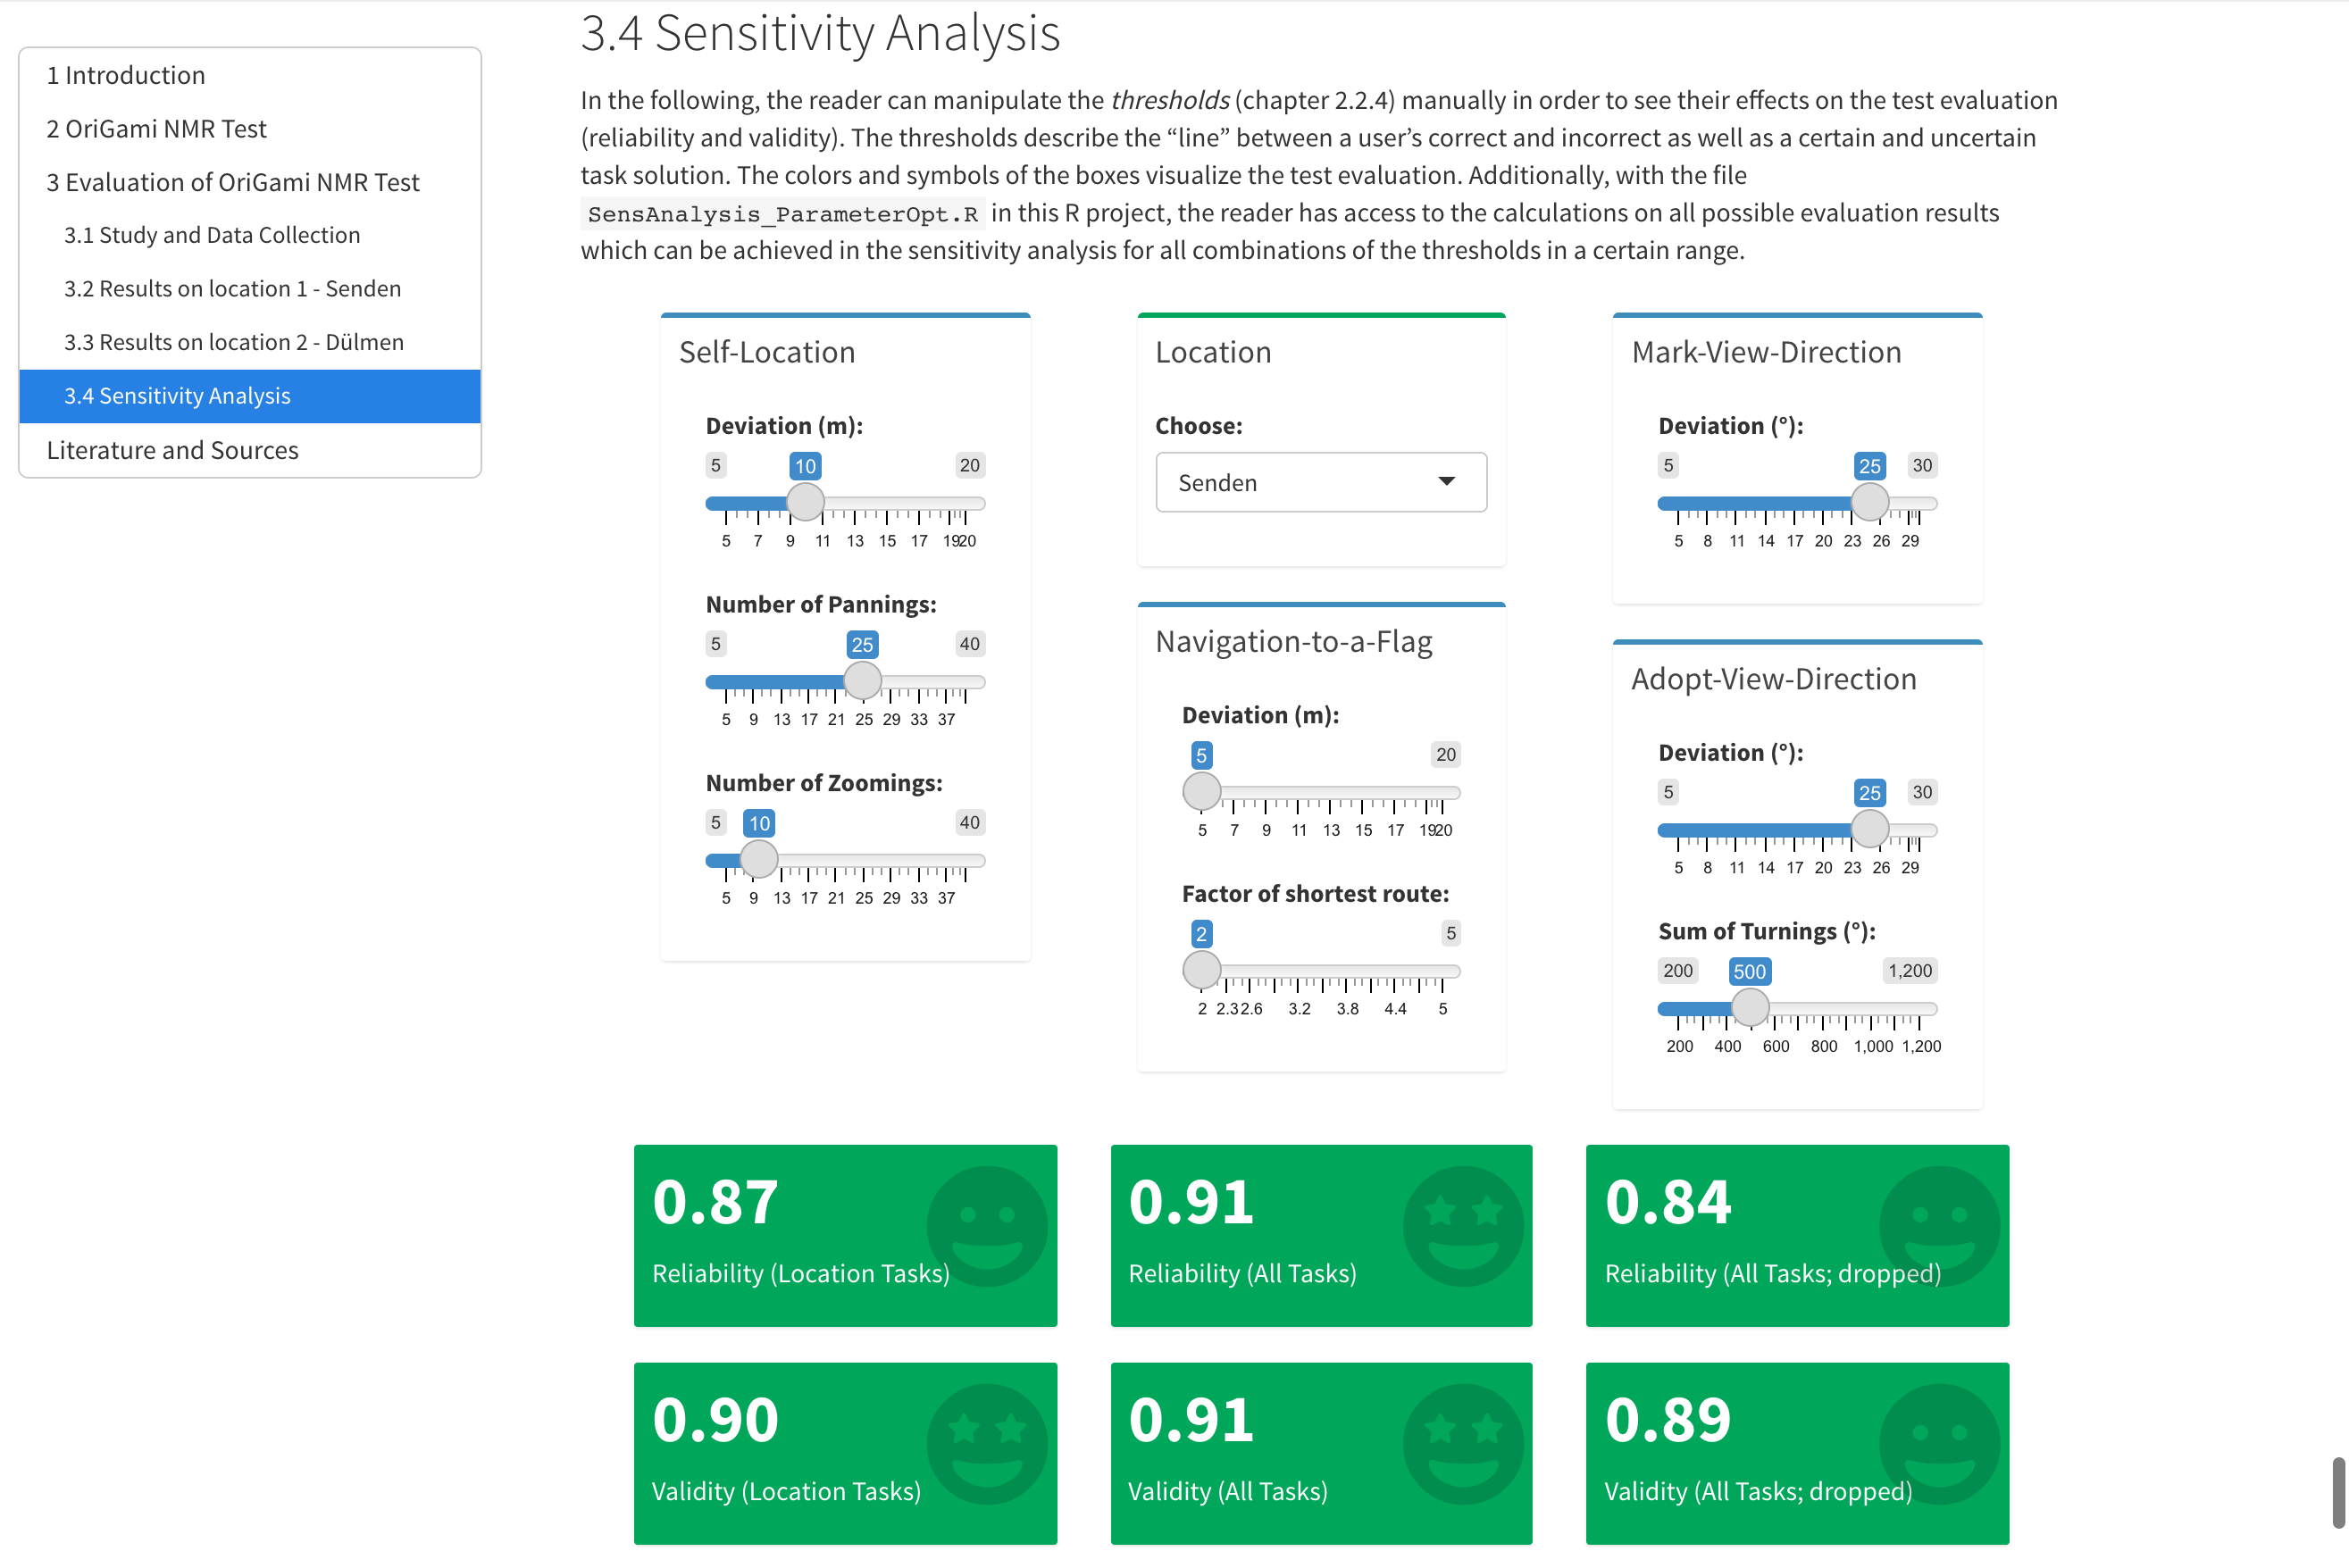 3.4 Sensitivity Analysis
1 Introduction
2 OriGami NMR Test
3 Evaluation of OriGami NMR Test
3.1 Study and Data Collection
3.2 Results on location 1 - Senden
3.3 Results on location 2 - Dülmen
3.4 Sensitivity Analysis
Literature and Sources
In the following, the reader can manipulate the thresholds (chapter 2.2.4) manually in order to see their effects on the test evaluation
(reliability and validity). The thresholds describe the “line” between a user’s correct and incorrect as well as a certain and uncertain
task solution. The colors and symbols of the boxes visualize the test evaluation. Additionally, with the file
SensAnalysis_ParameterOpt.R in this R project, the reader has access to the calculations on all possible evaluation results
which can be achieved in the sensitivity analysis for all combinations of the thresholds in a certain range.
Self-Location
Deviation (m):
5 10 20
5 7 9 11 13 15 17 19 20
Number of Pannings:
5 25 40
5 9 13 17 21 25 29 33 37
Number of Zoomings:
5 10 40
5 9 13 17 21 25 29 33 37
Location
Choose:
Senden
Navigation-to-a-Flag
Deviation (m):
5 20
5 7 9 11 13 15 17 19 20
Factor of shortest route:
2 5
2 2.3 2.6 3.2 3.8 4.4 5
Mark-View-Direction
Deviation (°):
5 25 30
5 8 11 14 17 20 23 26 29
Adopt-View-Direction
Deviation (°):
5 25 30
5 8 11 14 17 20 23 26 29
Sum of Turnings (°):
200 500 1,200
200 400 600 800 1,000 1,200
0.87
Reliability (Location Tasks)
0.91
Reliability (All Tasks)
0.84
Reliability (All Tasks; dropped)
0.90
Validity (Location Tasks)
0.91
Validity (All Tasks)
0.89
Validity (All Tasks; dropped)